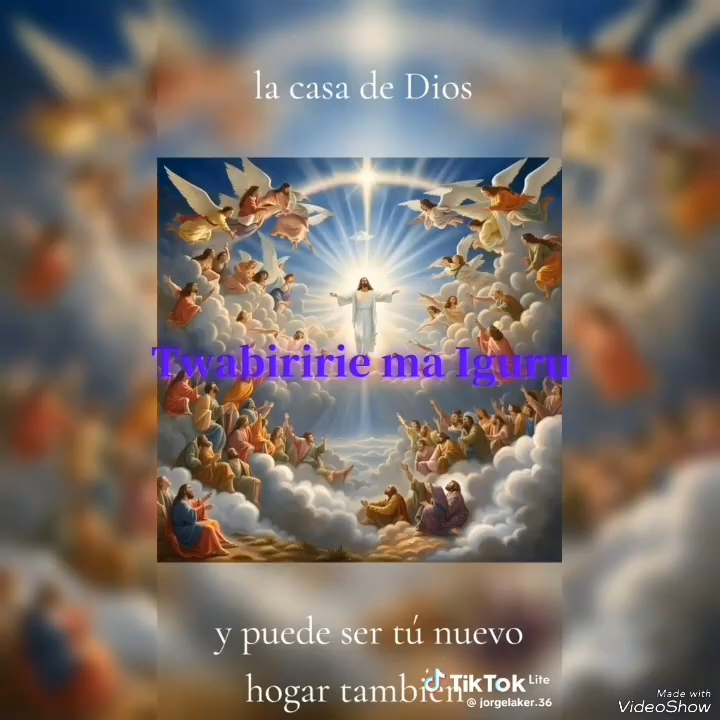 la casa de Dios
Twabiririe ma Iguru
y puede ser tú nuevo
hogar también
TikTok Lite
@ jorgelaker.36
Made with
VideoShow